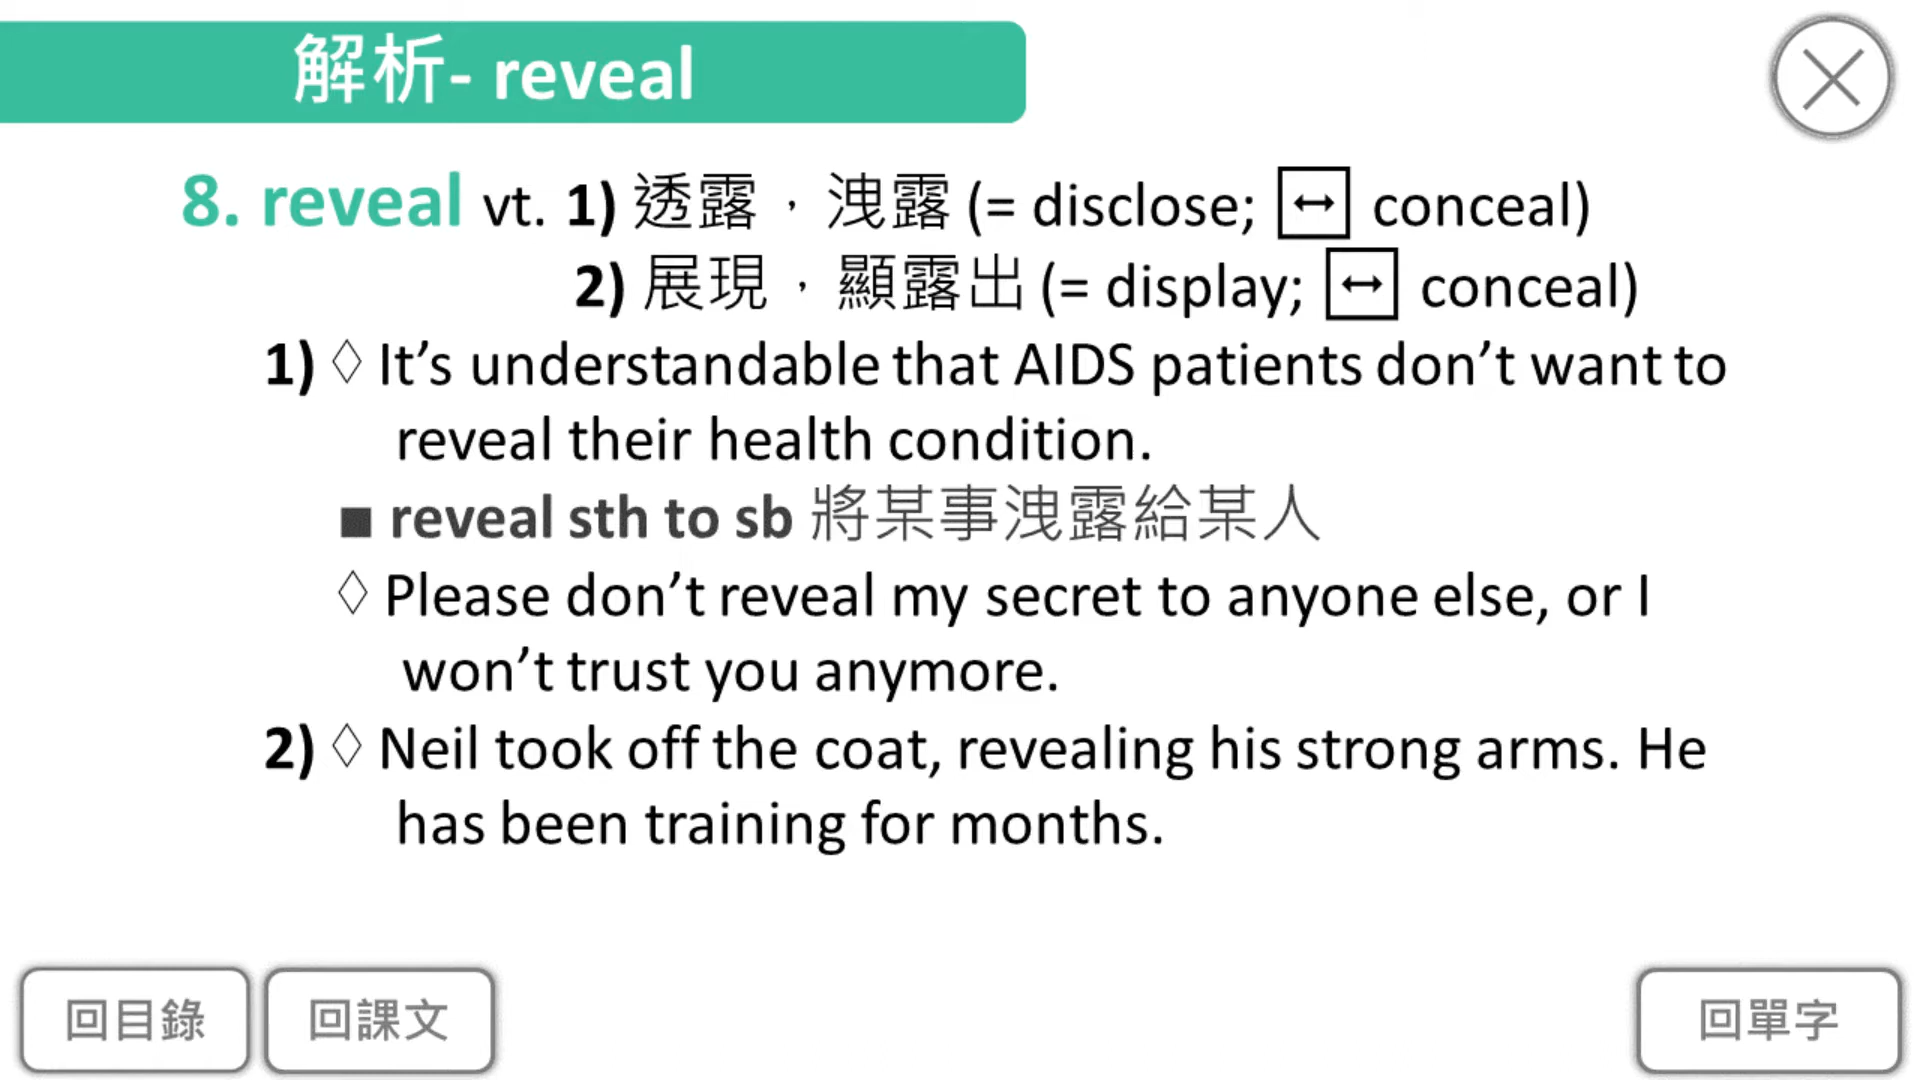 解析- reveal
8. reveal vt. 1) 透露，洩露 (= disclose; ↔ conceal)
2) 展現，顯露出 (= display; ↔ conceal)
1) ◊ It’s understandable that AIDS patients don’t want to
reveal their health condition.
■ reveal sth to sb 將某事洩露給某人
◊ Please don’t reveal my secret to anyone else, or I
won’t trust you anymore.
2) ◊ Neil took off the coat, revealing his strong arms. He
has been training for months.
回目錄 回課文 回單字